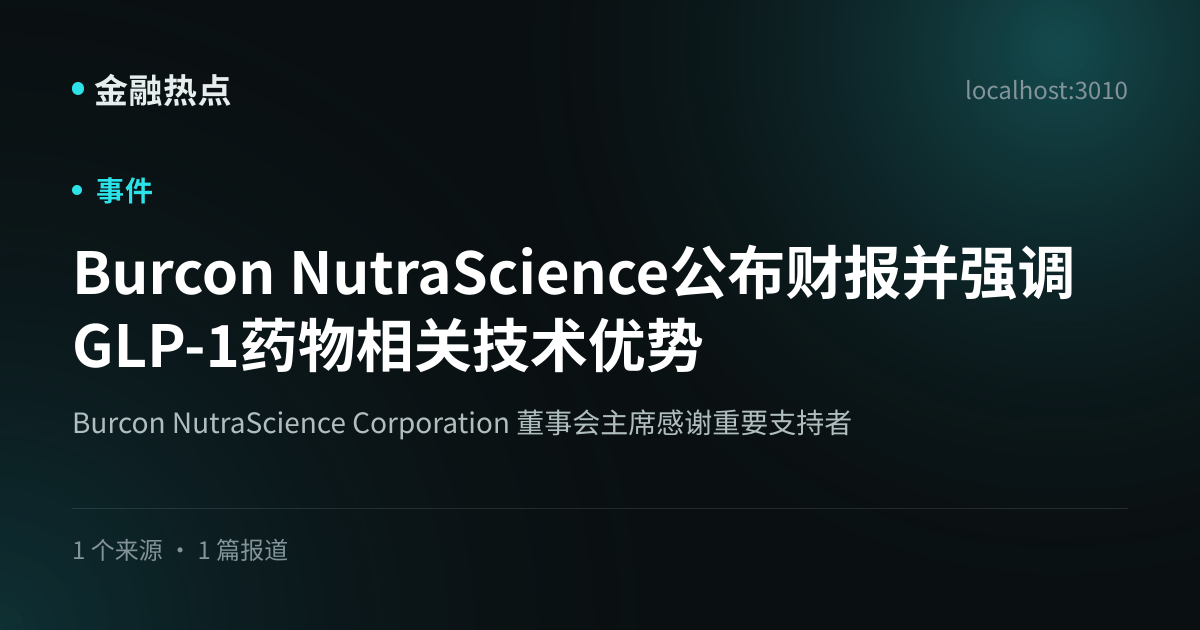 金融热点
localhost:3010
事件
Burcon NutraScience公布财报并强调
GLP-1药物相关技术优势
Burcon NutraScience Corporation 董事会主席感谢重要支持者
1 个来源 · 1 篇报道